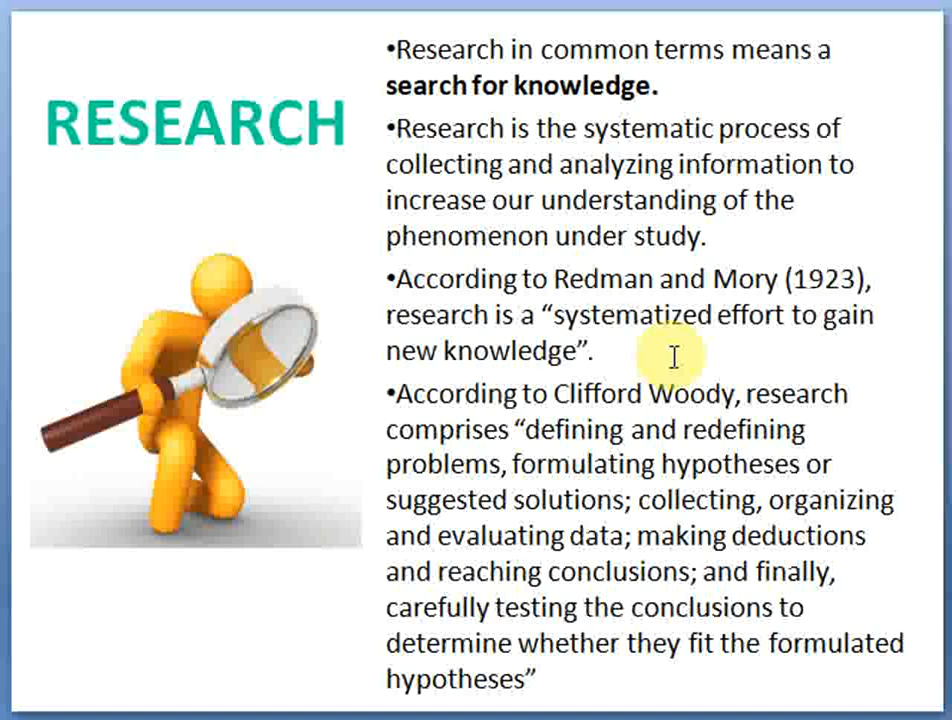 RESEARCH
•Research in common terms means a
search for knowledge.
•Research is the systematic process of
collecting and analyzing information to
increase our understanding of the
phenomenon under study.
•According to Redman and Mory (1923),
research is a “systematized effort to gain
new knowledge”.
•According to Clifford Woody, research
comprises “defining and redefining
problems, formulating hypotheses or
suggested solutions; collecting, organizing
and evaluating data; making deductions
and reaching conclusions; and finally,
carefully testing the conclusions to
determine whether they fit the formulated
hypotheses”